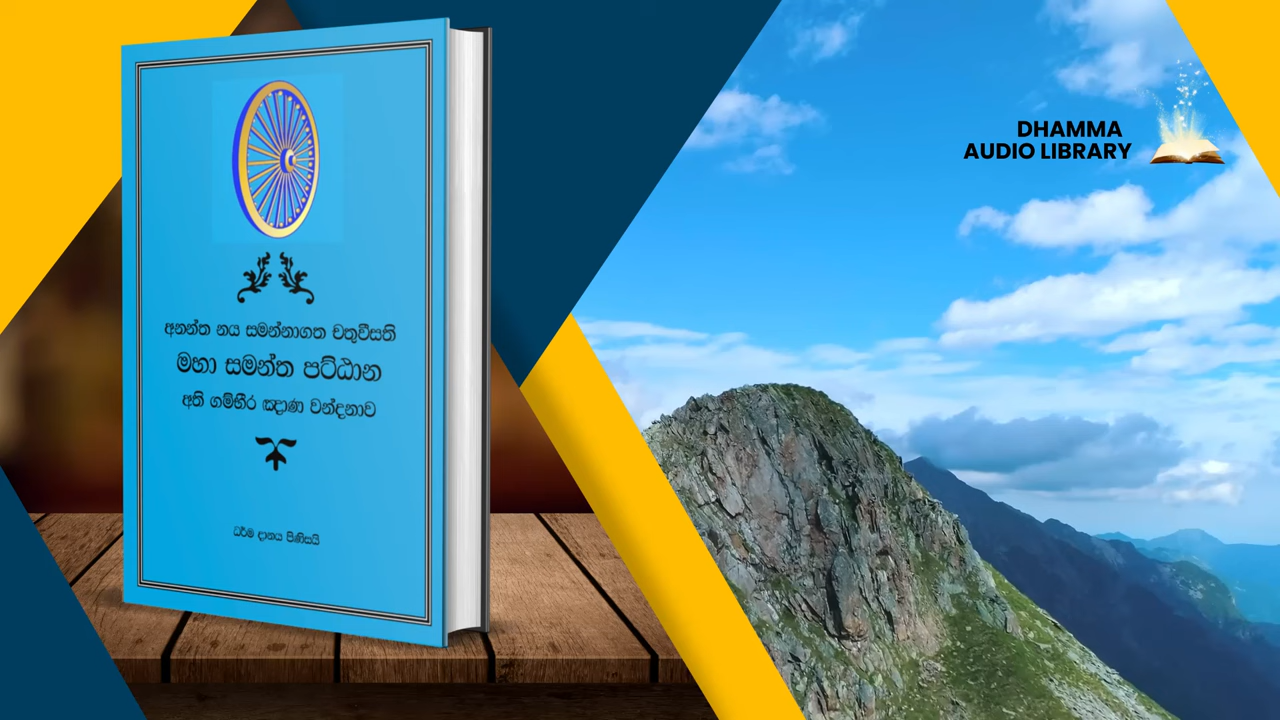 අනන්ත නය සමන්නාගත චතුවීසති
මහා සමන්ත පට්ඨාන
අති ගම්භීර ඤාණ වන්දනාව
ධර්ම දානය පිණිසයි
DHAMMA
AUDIO LIBRARY